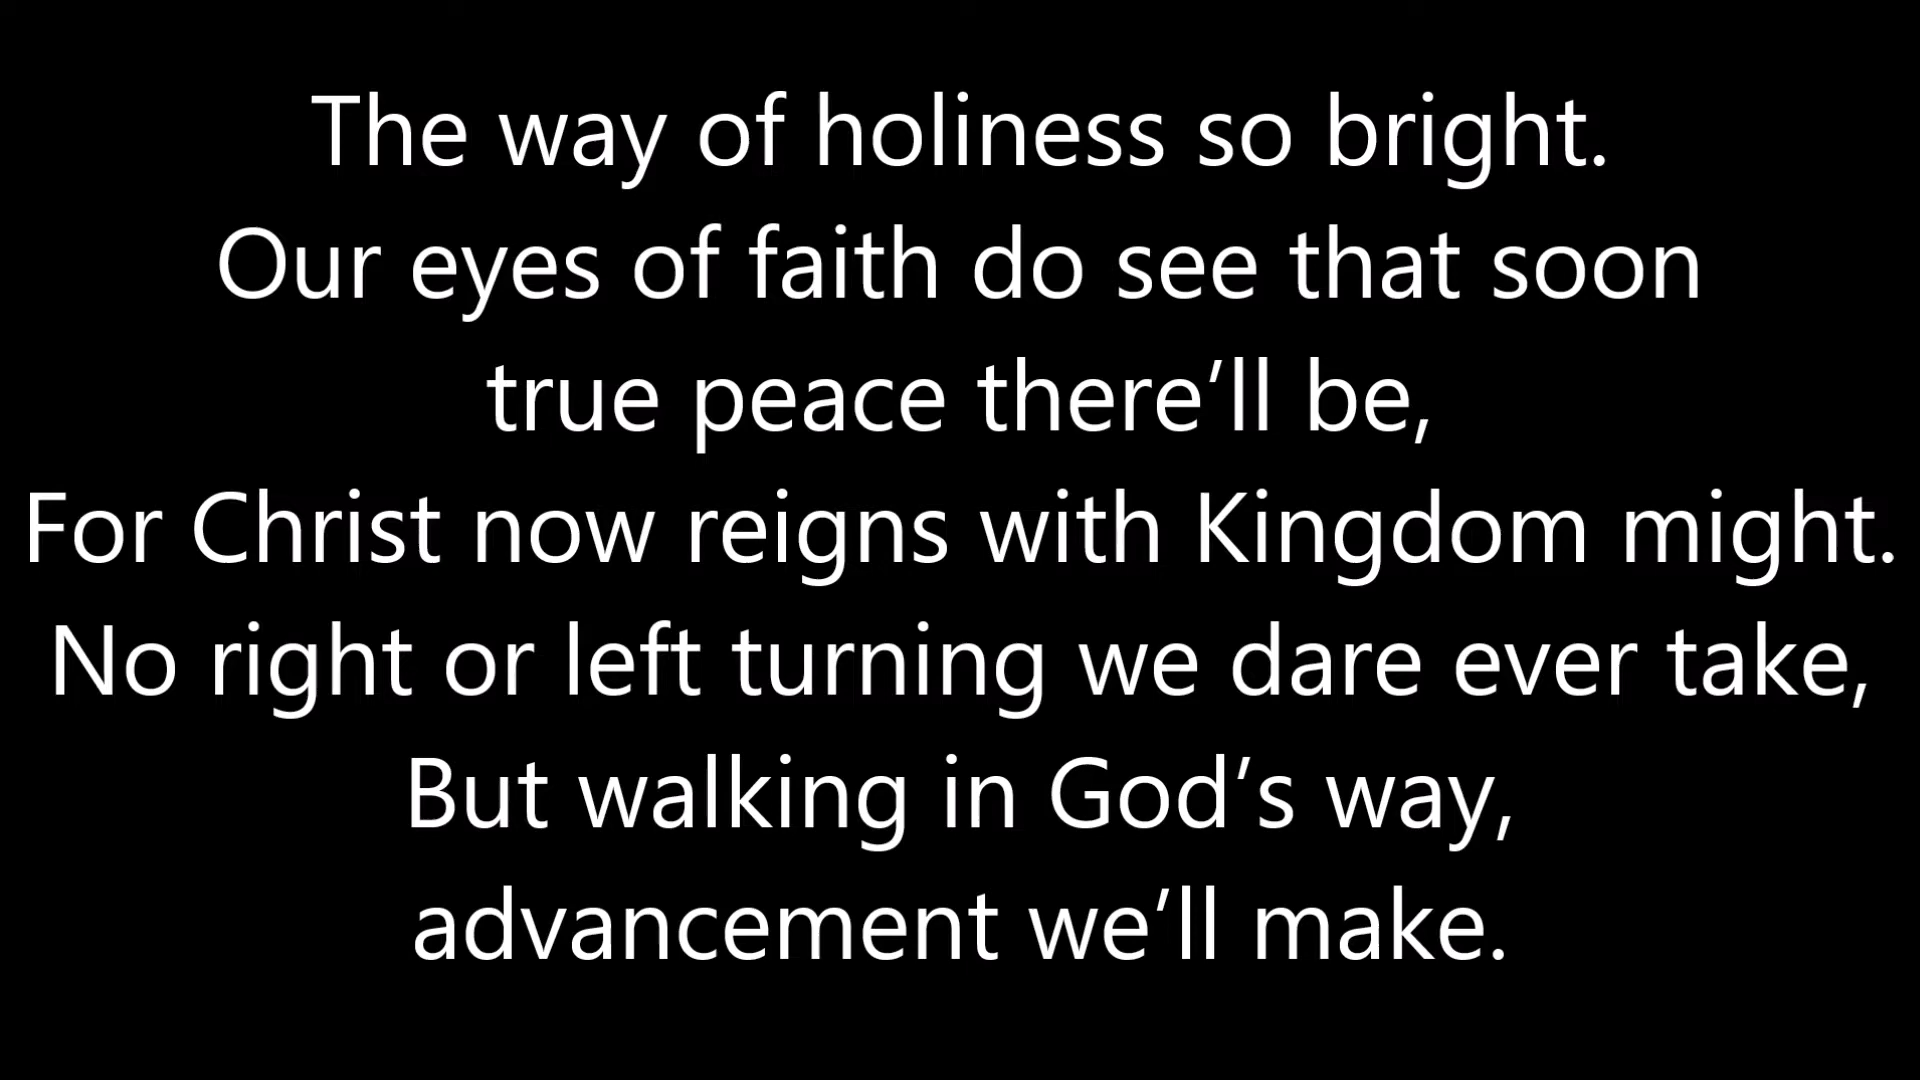 The way of holiness so bright.
Our eyes of faith do see that soon
true peace there’ll be,
For Christ now reigns with Kingdom might.
No right or left turning we dare ever take,
But walking in God’s way,
advancement we’ll make.